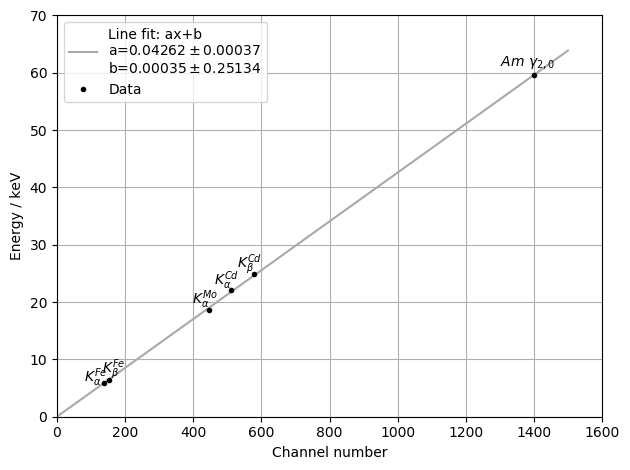 Line fit: ax+b
a=0.04262 ± 0.00037
b=0.00035 ± 0.25134
Data
70
60
50
40
30
20
10
0
Energy / keV
Am γ₂,₀
K_β^Cd
K_α^Cd
K_α^Mo
K_β^Fe
K_α^Fe
0 200 400 600 800 1000 1200 1400 1600
Channel number